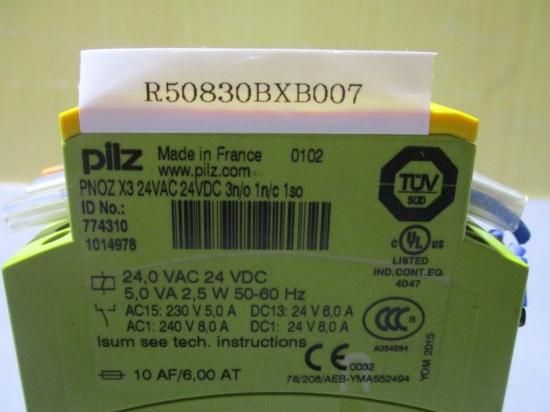 R50830BXB007
pilz Made in France 0102
www.pilz.com
PNOZ X3 24VAC 24VDC 3n/o 1n/c 1so
ID No.:
774310
1014978
TÜV
SÜD
C UL US
LISTED
IND.CONT.EQ.
4D47
24,0 VAC 24 VDC
5,0 VA 2,5 W 50-60 Hz
AC15: 230 V 5,0 A DC13: 24 V 6,0 A
AC1: 240 V 8,0 A DC1: 24 V 8,0 A
Isum see tech. instructions
10 AF/6,00 AT
CCC
A054294
CE 0032
78/208/AEB-YMA552494
YOM 2015